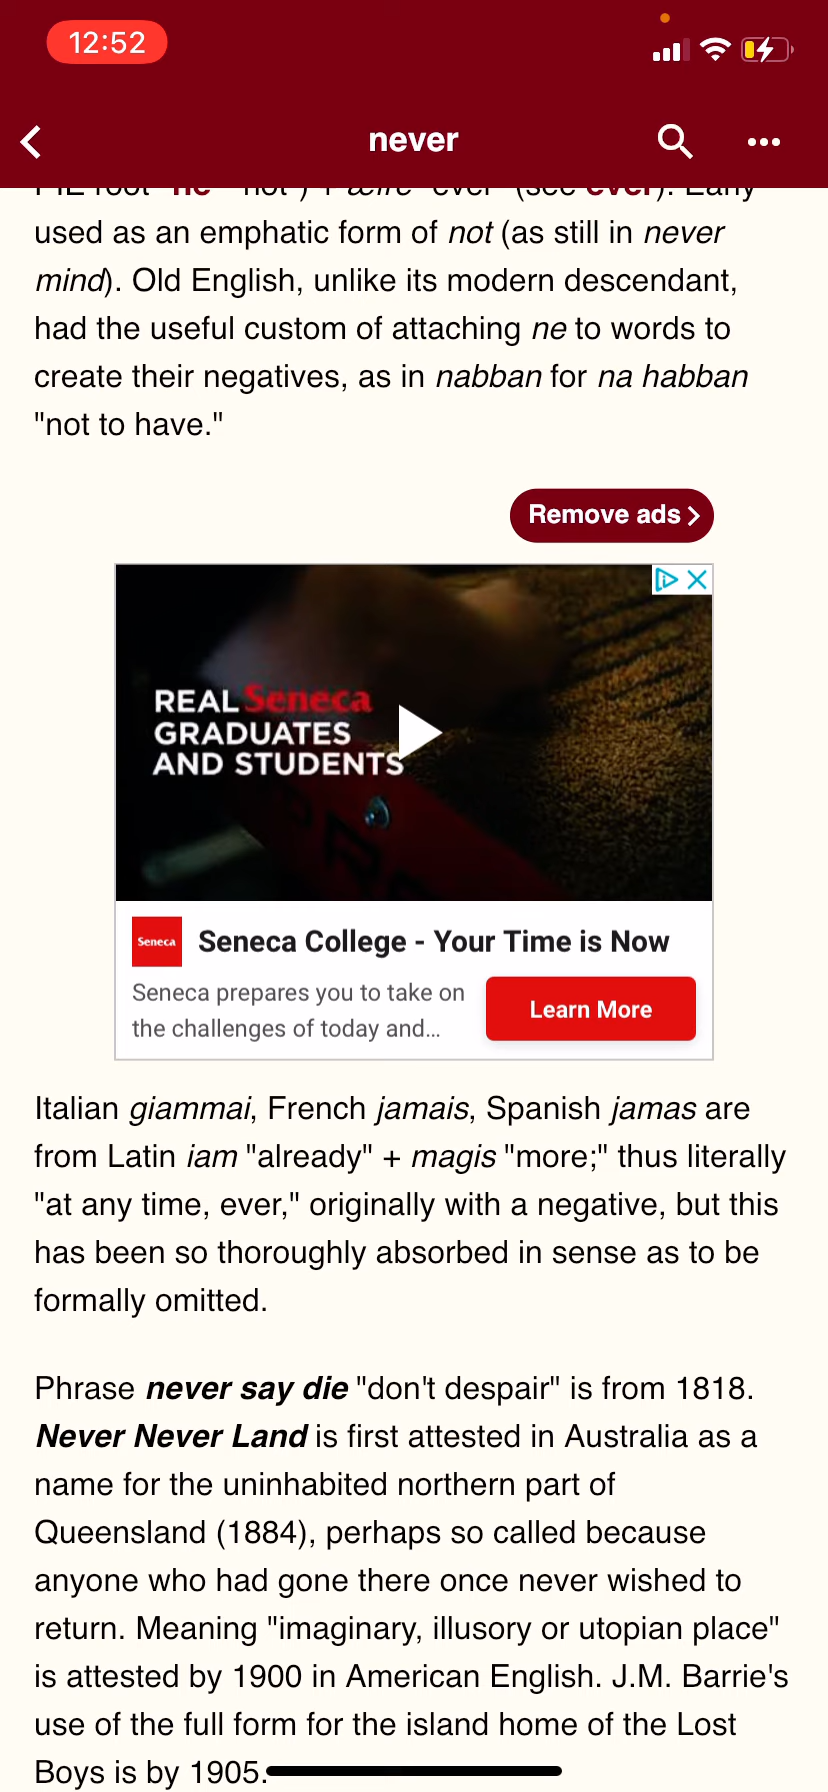 12:52
never
used as an emphatic form of not (as still in never
mind). Old English, unlike its modern descendant,
had the useful custom of attaching ne to words to
create their negatives, as in nabban for na habban
"not to have."
Remove ads
REAL Seneca
GRADUATES
AND STUDENTS
Seneca
Seneca College - Your Time is Now
Seneca prepares you to take on
the challenges of today and...
Learn More
Italian giammai, French jamais, Spanish jamas are
from Latin iam "already" + magis "more;" thus literally
"at any time, ever," originally with a negative, but this
has been so thoroughly absorbed in sense as to be
formally omitted.
Phrase never say die "don't despair" is from 1818.
Never Never Land is first attested in Australia as a
name for the uninhabited northern part of
Queensland (1884), perhaps so called because
anyone who had gone there once never wished to
return. Meaning "imaginary, illusory or utopian place"
is attested by 1900 in American English. J.M. Barrie's
use of the full form for the island home of the Lost
Boys is by 1905.